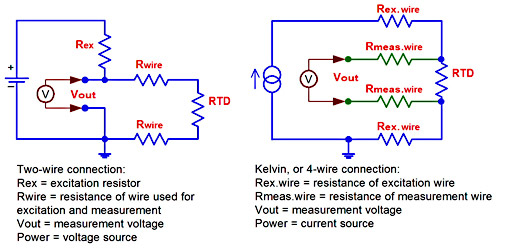 Rex
Rwire
+
−
V
Vout
RTD
Rwire
Two-wire connection:
Rex = excitation resistor
Rwire = resistance of wire used for
excitation and measurement
Vout = measurement voltage
Power = voltage source
Rex.wire
Rmeas.wire
V
Vout
RTD
Rmeas.wire
Rex.wire
Kelvin, or 4-wire connection:
Rex.wire = resistance of excitation wire
Rmeas.wire = resistance of measurement wire
Vout = measurement voltage
Power = current source